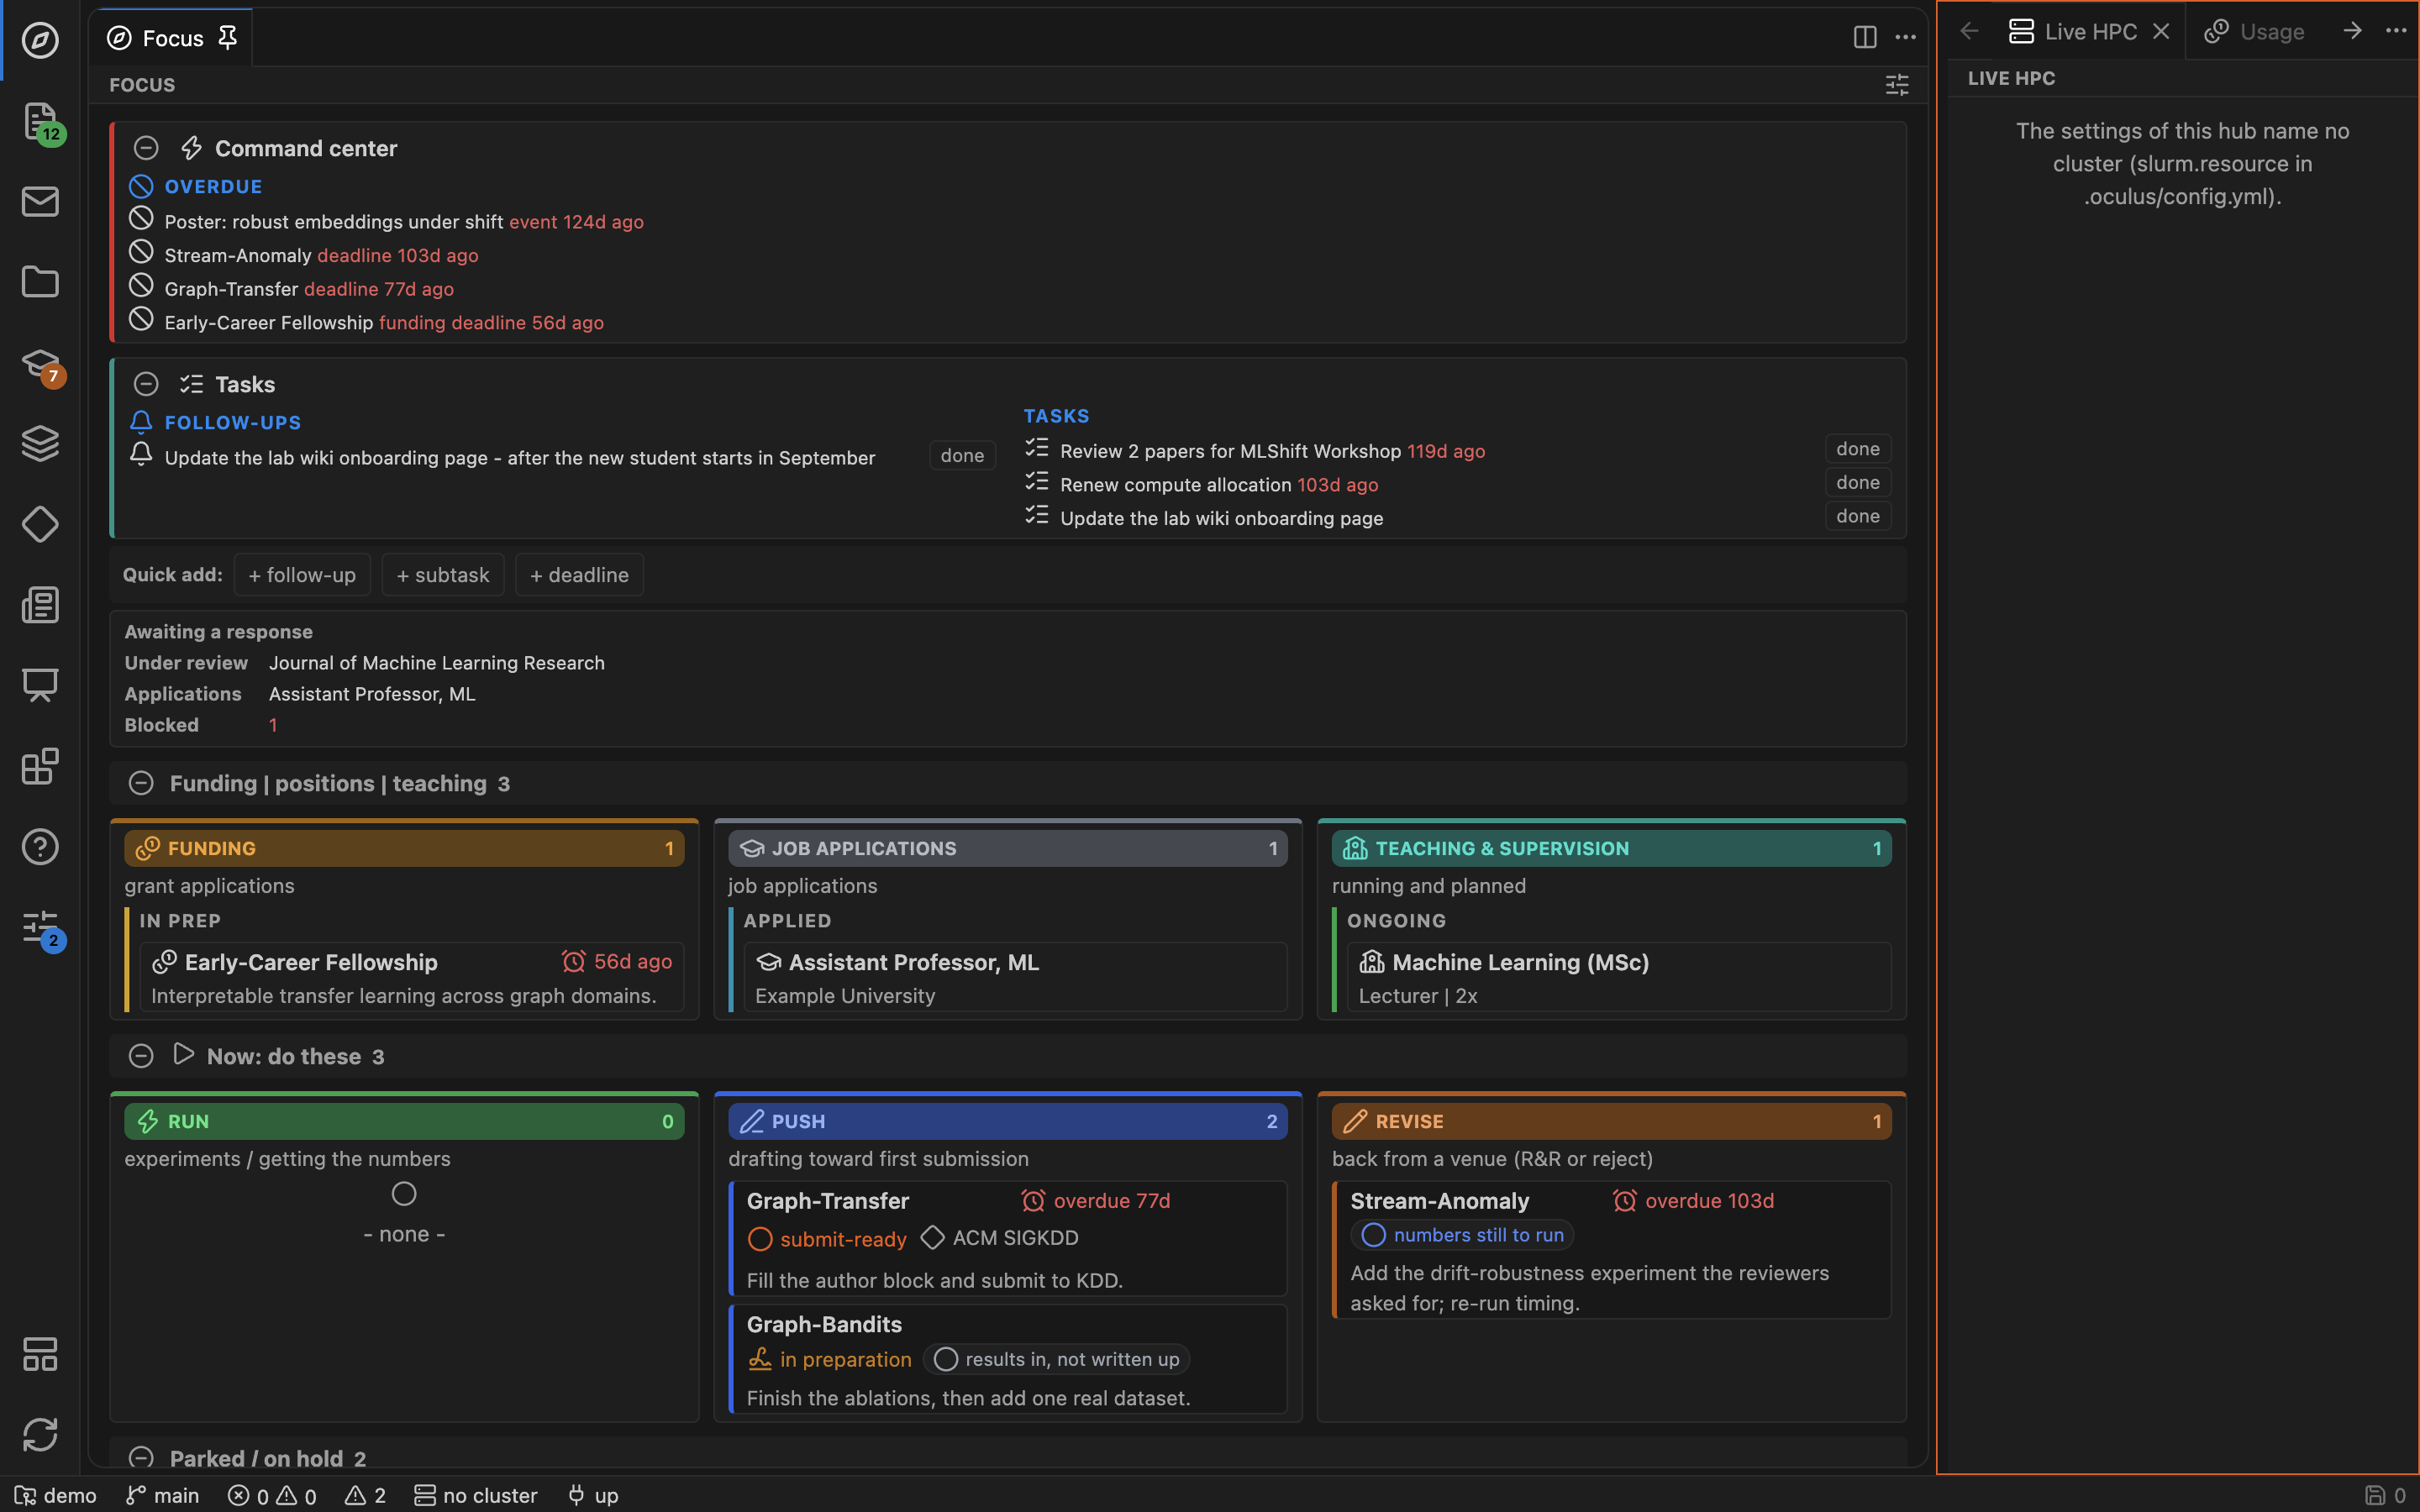 Focus
FOCUS
12
7
2
Command center
OVERDUE
Poster: robust embeddings under shift event 124d ago
Stream-Anomaly deadline 103d ago
Graph-Transfer deadline 77d ago
Early-Career Fellowship funding deadline 56d ago
Tasks
FOLLOW-UPS
Update the lab wiki onboarding page - after the new student starts in September done
TASKS
Review 2 papers for MLShift Workshop 119d ago done
Renew compute allocation 103d ago done
Update the lab wiki onboarding page done
Quick add: + follow-up + subtask + deadline
Awaiting a response
Under review Journal of Machine Learning Research
Applications Assistant Professor, ML
Blocked 1
Funding | positions | teaching 3
FUNDING 1
grant applications
IN PREP
Early-Career Fellowship 56d ago
Interpretable transfer learning across graph domains.
JOB APPLICATIONS 1
job applications
APPLIED
Assistant Professor, ML
Example University
TEACHING & SUPERVISION 1
running and planned
ONGOING
Machine Learning (MSc)
Lecturer | 2x
Now: do these 3
RUN 0
experiments / getting the numbers
- none -
PUSH 2
drafting toward first submission
Graph-Transfer overdue 77d
submit-ready ACM SIGKDD
Fill the author block and submit to KDD.
Graph-Bandits
in preparation results in, not written up
Finish the ablations, then add one real dataset.
REVISE 1
back from a venue (R&R or reject)
Stream-Anomaly overdue 103d
numbers still to run
Add the drift-robustness experiment the reviewers
asked for; re-run timing.
Parked / on hold 2
Live HPC Usage
LIVE HPC
The settings of this hub name no
cluster (slurm.resource in
.oculus/config.yml).
demo main 0 0 2 no cluster up 0